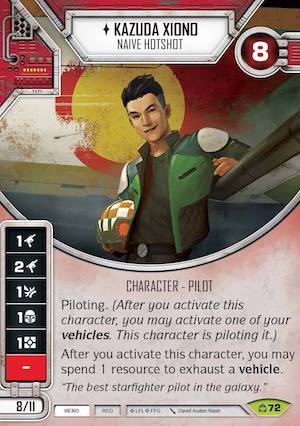 KAZUDA XIONO
NAIVE HOTSHOT
8
CHARACTER - PILOT
Piloting. (After you activate this
character, you may activate one of your
vehicles. This character is piloting it.)
After you activate this character, you may
spend 1 resource to exhaust a vehicle.
"The best starfighter pilot in the galaxy."
1
2
1
1
1
-
8/11
HERO
RED
© LFL © FFG
David Auden Nash
72